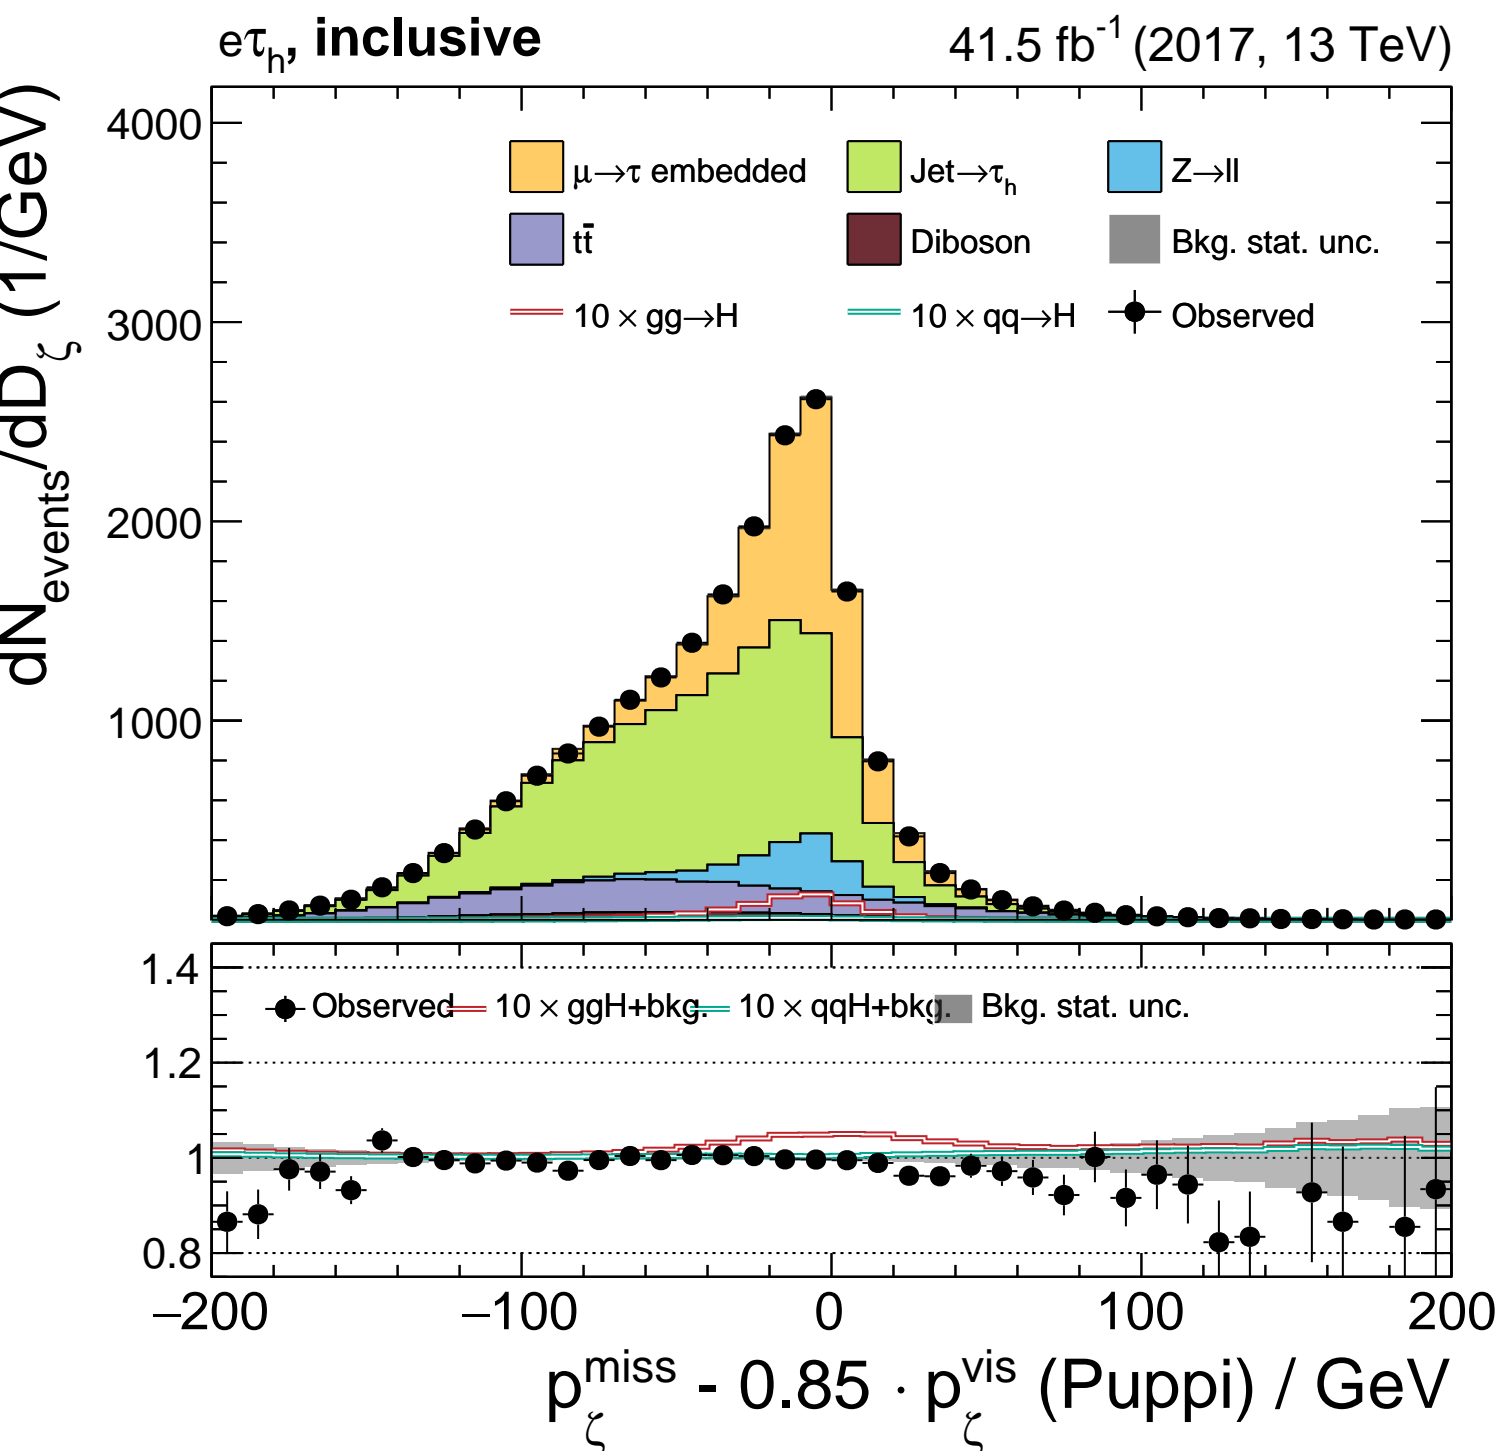 eτh, inclusive 41.5 fb-1 (2017, 13 TeV)
dNevents/dDζ (1/GeV)
4000
3000
2000
1000
μ→τ embedded Jet→τh Z→ll
tt̄ Diboson Bkg. stat. unc.
10 × gg→H 10 × qq→H Observed
1.4
1.2
1
0.8
Observed 10 × ggH+bkg. 10 × qqH+bkg. Bkg. stat. unc.
−200 −100 0 100 200
pζmiss - 0.85 · pζvis (Puppi) / GeV